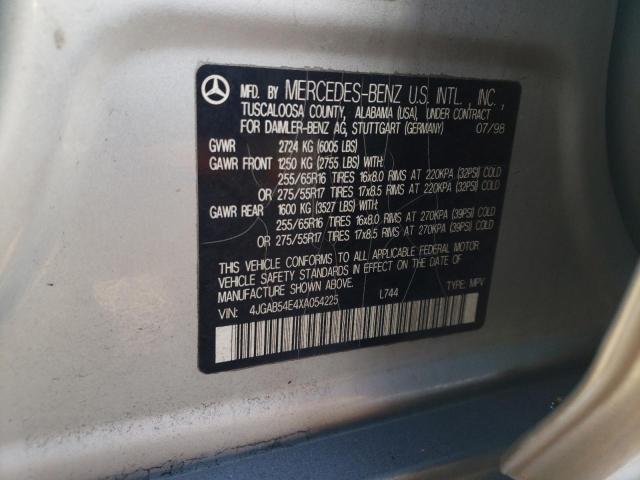 MFD. BY MERCEDES-BENZ U.S. INTL., INC.,
TUSCALOOSA COUNTY, ALABAMA (USA), UNDER CONTRACT
FOR DAIMLER-BENZ AG, STUTTGART (GERMANY) 07/98
GVWR 2724 KG (6005 LBS)
GAWR FRONT 1250 KG (2755 LBS) WITH:
255/65R16 TIRES 16x8.0 RIMS AT 220KPA (32PSI) COLD
OR 275/55R17 TIRES 17x8.5 RIMS AT 220KPA (32PSI) COLD
GAWR REAR 1600 KG (3527 LBS) WITH:
255/65R16 TIRES 16x8.0 RIMS AT 270KPA (39PSI) COLD
OR 275/55R17 TIRES 17x8.5 RIMS AT 270KPA (39PSI) COLD
THIS VEHICLE CONFORMS TO ALL APPLICABLE FEDERAL MOTOR
VEHICLE SAFETY STANDARDS IN EFFECT ON THE DATE OF
MANUFACTURE SHOWN ABOVE.
VIN: 4JGAB54E4XA054225 L744 TYPE: MPV